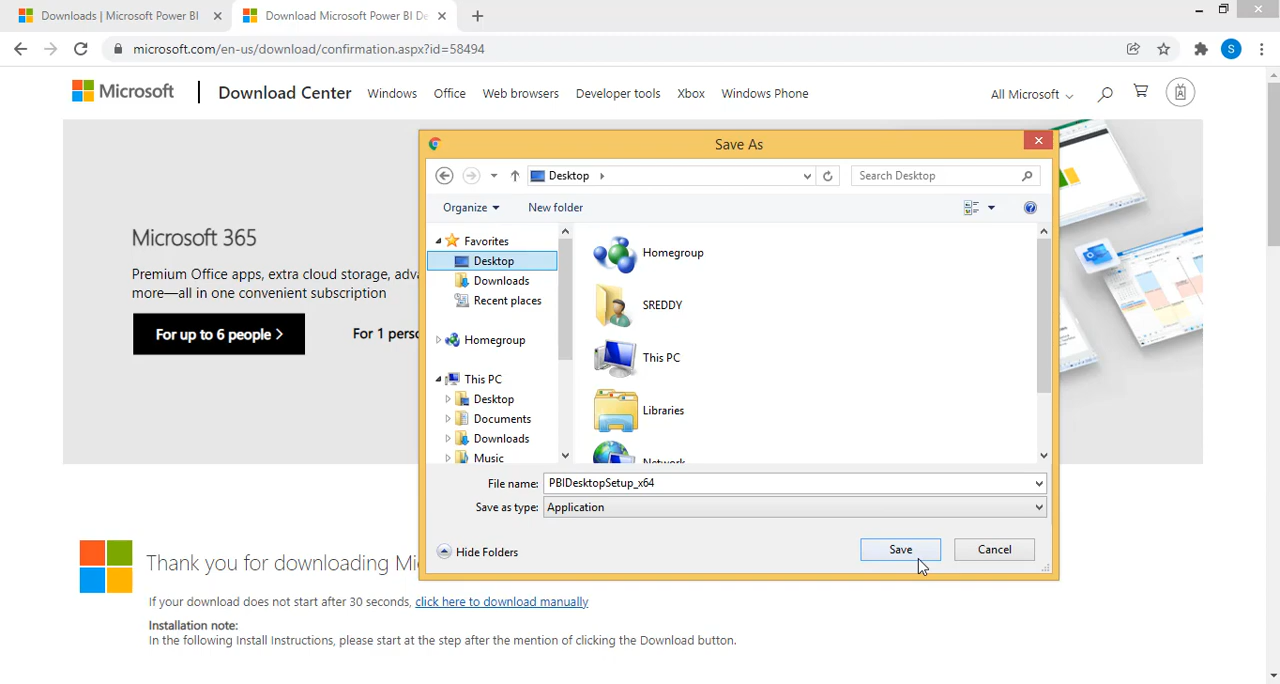 Downloads | Microsoft Power BI
Download Microsoft Power BI De
microsoft.com/en-us/download/confirmation.aspx?id=58494
S
Microsoft
Download Center
Windows
Office
Web browsers
Developer tools
Xbox
Windows Phone
All Microsoft
Microsoft 365
Premium Office apps, extra cloud storage, adva
more—all in one convenient subscription
For up to 6 people >
For 1 perso
Save As
Desktop
Search Desktop
Organize
New folder
Favorites
Desktop
Downloads
Recent places
Homegroup
This PC
Desktop
Documents
Downloads
Music
Homegroup
SREDDY
This PC
Libraries
Network
File name:
PBIDesktopSetup_x64
Save as type:
Application
Hide Folders
Save
Cancel
Thank you for downloading Mi
If your download does not start after 30 seconds, click here to download manually
Installation note:
In the following Install Instructions, please start at the step after the mention of clicking the Download button.